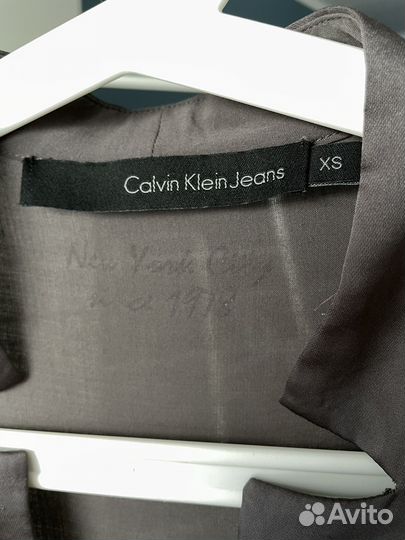 Calvin Klein Jeans
XS
New York City
1978
Avito